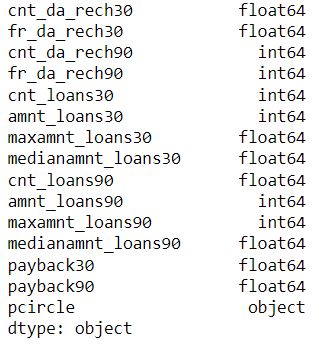 cnt_da_rech30 float64
fr_da_rech30 float64
cnt_da_rech90 int64
fr_da_rech90 int64
cnt_loans30 int64
amnt_loans30 int64
maxamnt_loans30 float64
medianamnt_loans30 float64
cnt_loans90 float64
amnt_loans90 int64
maxamnt_loans90 int64
medianamnt_loans90 float64
payback30 float64
payback90 float64
pcircle object
dtype: object